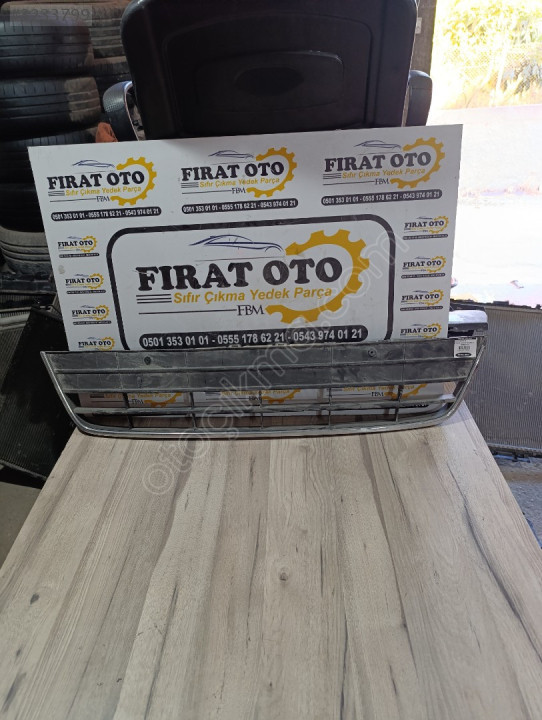 FIRAT OTO
Sıfır Çıkma Yedek Parça
FBM
0501 353 01 01 - 0555 178 62 21 - 0543 974 01 21
FIRAT OTO
Sıfır Çıkma Yedek Parça
FBM
0501 353 01 01 - 0555 178 62 21 - 0543 974 01 21
FIRAT OTO
Sıfır Çıkma Yedek Parça
FBM
0501 353 01 01 - 0555 178 62 21 - 0543 974 01 21
FIRAT OTO
FIRAT OTO
FIRAT OTO
FIRAT OTO
FIRAT OTO
Sıfır Çıkma Yedek Parça
FBM
0501 353 01 01 - 0555 178 62 21 - 0543 974 01 21
FIRAT OTO
FIRAT OTO
FIRAT OTO
FIRAT OTO
otocikma.com